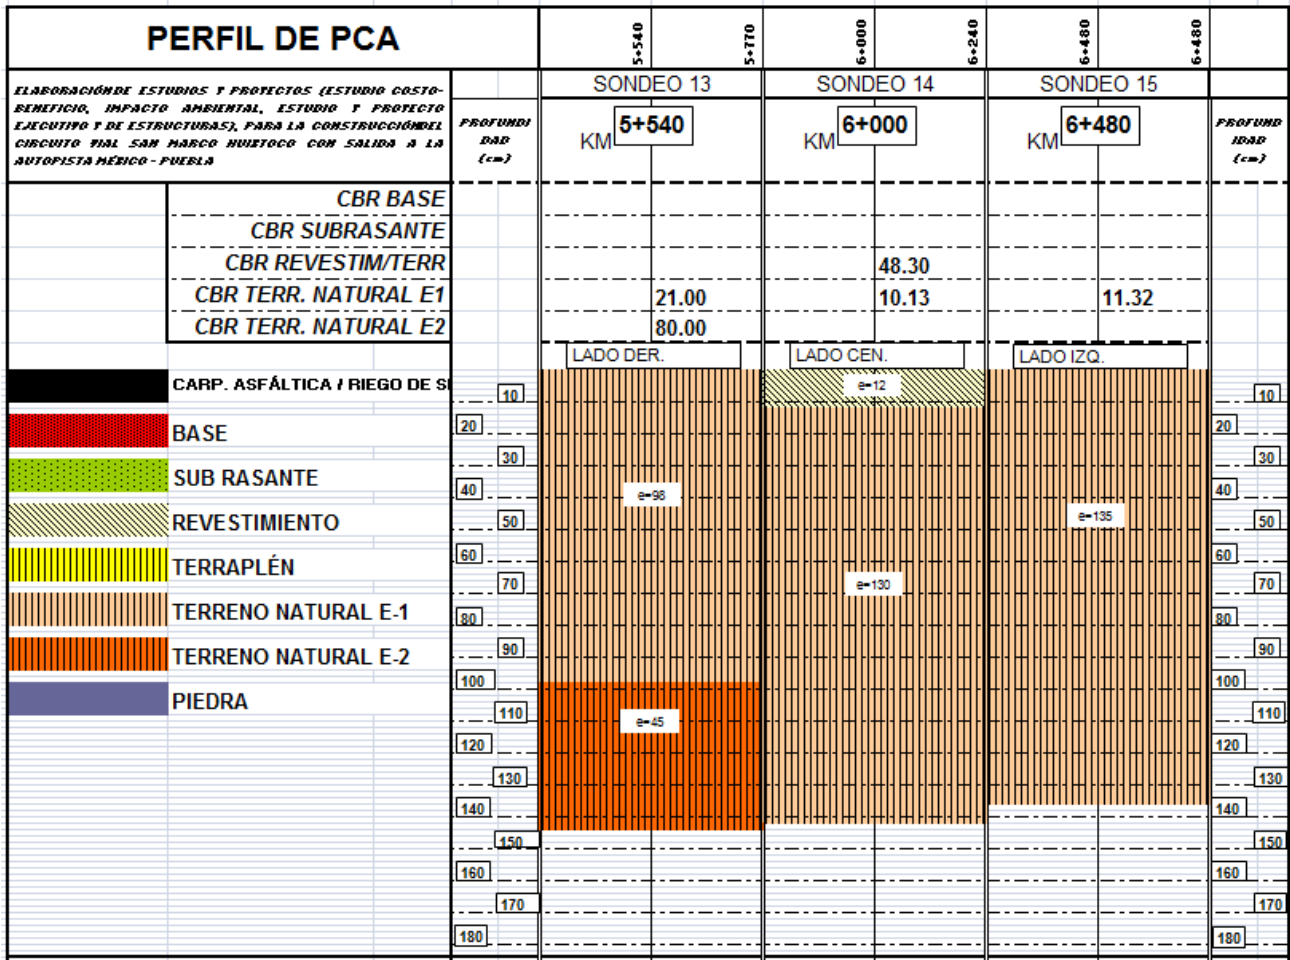 PERFIL DE PCA
5+540
5+770
6+000
6+240
6+480
6+480
ELABORACIÓN DE ESTUDIOS Y PROYECTOS (ESTUDIO COSTO-
BENEFICIO, IMPACTO AMBIENTAL, ESTUDIO Y PROYECTO
EJECUTIVO Y DE ESTRUCTURAS), PARA LA CONSTRUCCIÓN DEL
CIRCUITO VIAL SAN MARCO HUIXTOCO CON SALIDA A LA
AUTOPISTA MÉXICO - PUEBLA
PROFUNDI
DAD
(cm)
SONDEO 13
SONDEO 14
SONDEO 15
KM 5+540
KM 6+000
KM 6+480
PROFUND
IDAD
(cm)
CBR BASE
CBR SUBRASANTE
CBR REVESTIM/TERR 48.30
CBR TERR. NATURAL E1 21.00 10.13 11.32
CBR TERR. NATURAL E2 80.00
LADO DER.
LADO CEN.
LADO IZQ.
CARP. ASFÁLTICA / RIEGO DE S
BASE
SUB RASANTE
REVESTIMIENTO
TERRAPLÉN
TERRENO NATURAL E-1
TERRENO NATURAL E-2
PIEDRA
10
20
30
40
50
60
70
80
90
100
110
120
130
140
150
160
170
180
e=98
e=45
e=12
e=130
e=135
10
20
30
40
50
60
70
80
90
100
110
120
130
140
150
160
170
180